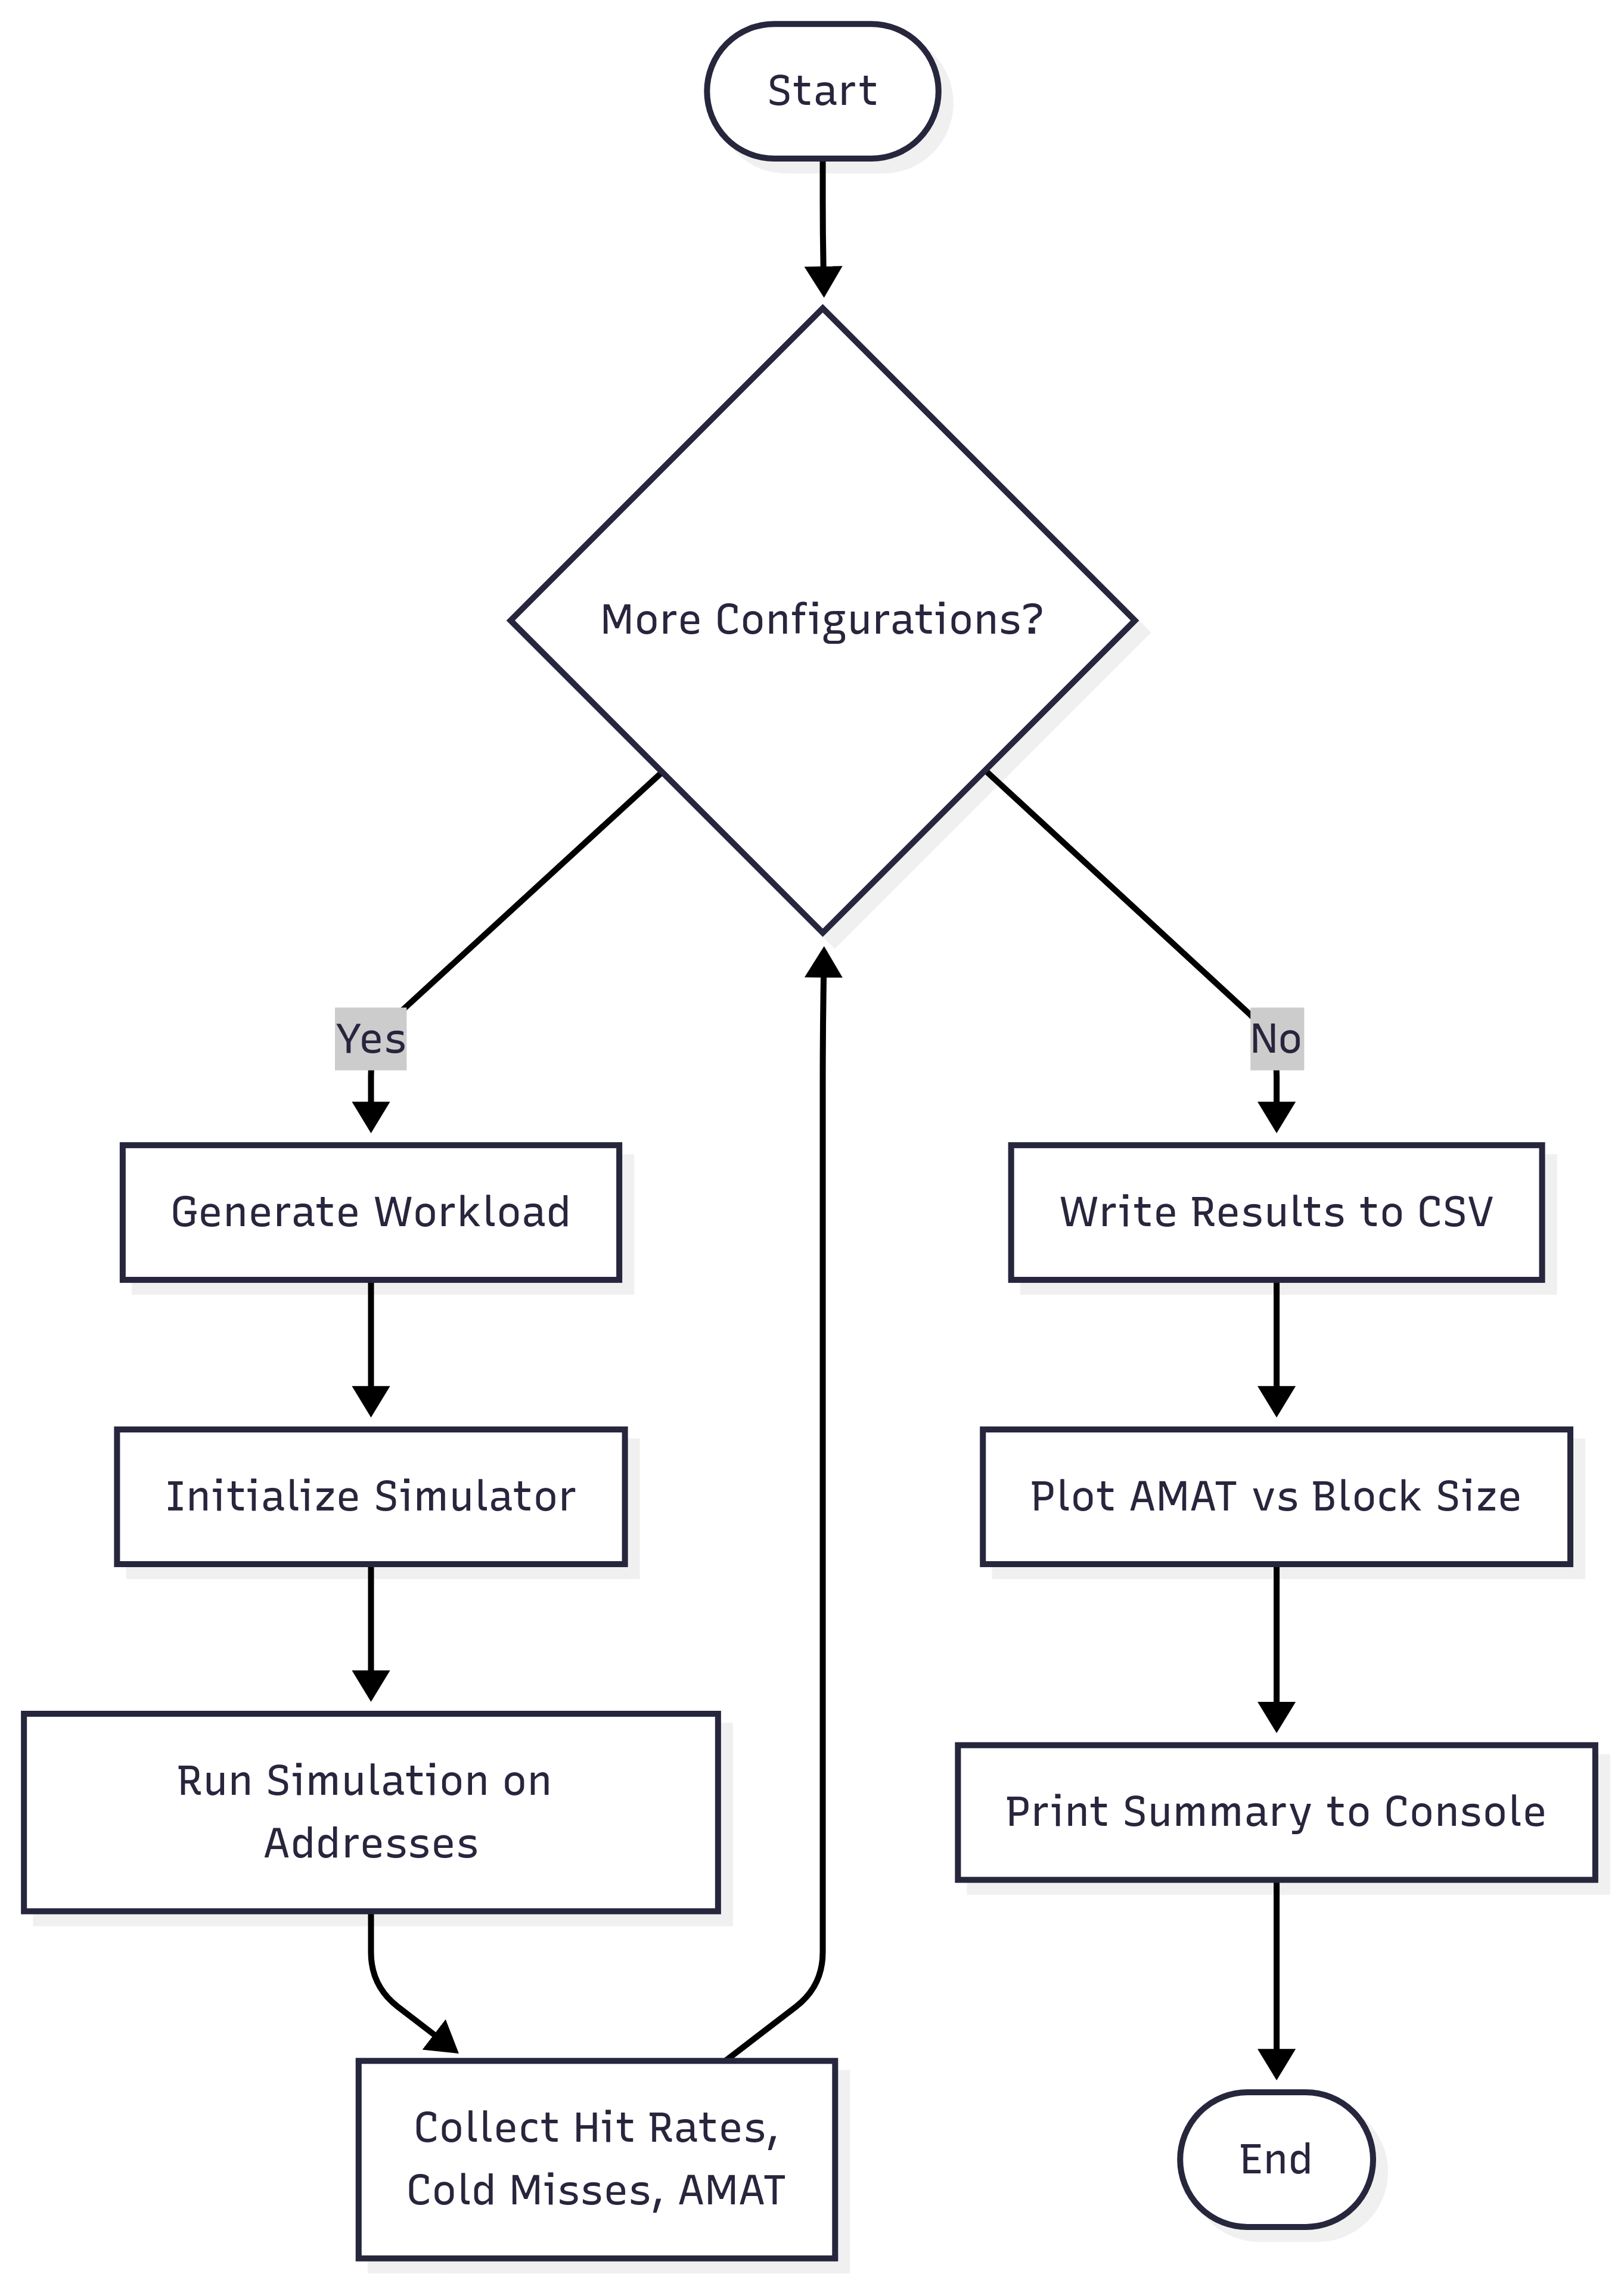 Start
More Configurations?
Yes
No
Generate Workload
Write Results to CSV
Initialize Simulator
Plot AMAT vs Block Size
Run Simulation on
Addresses
Print Summary to Console
Collect Hit Rates,
Cold Misses, AMAT
End